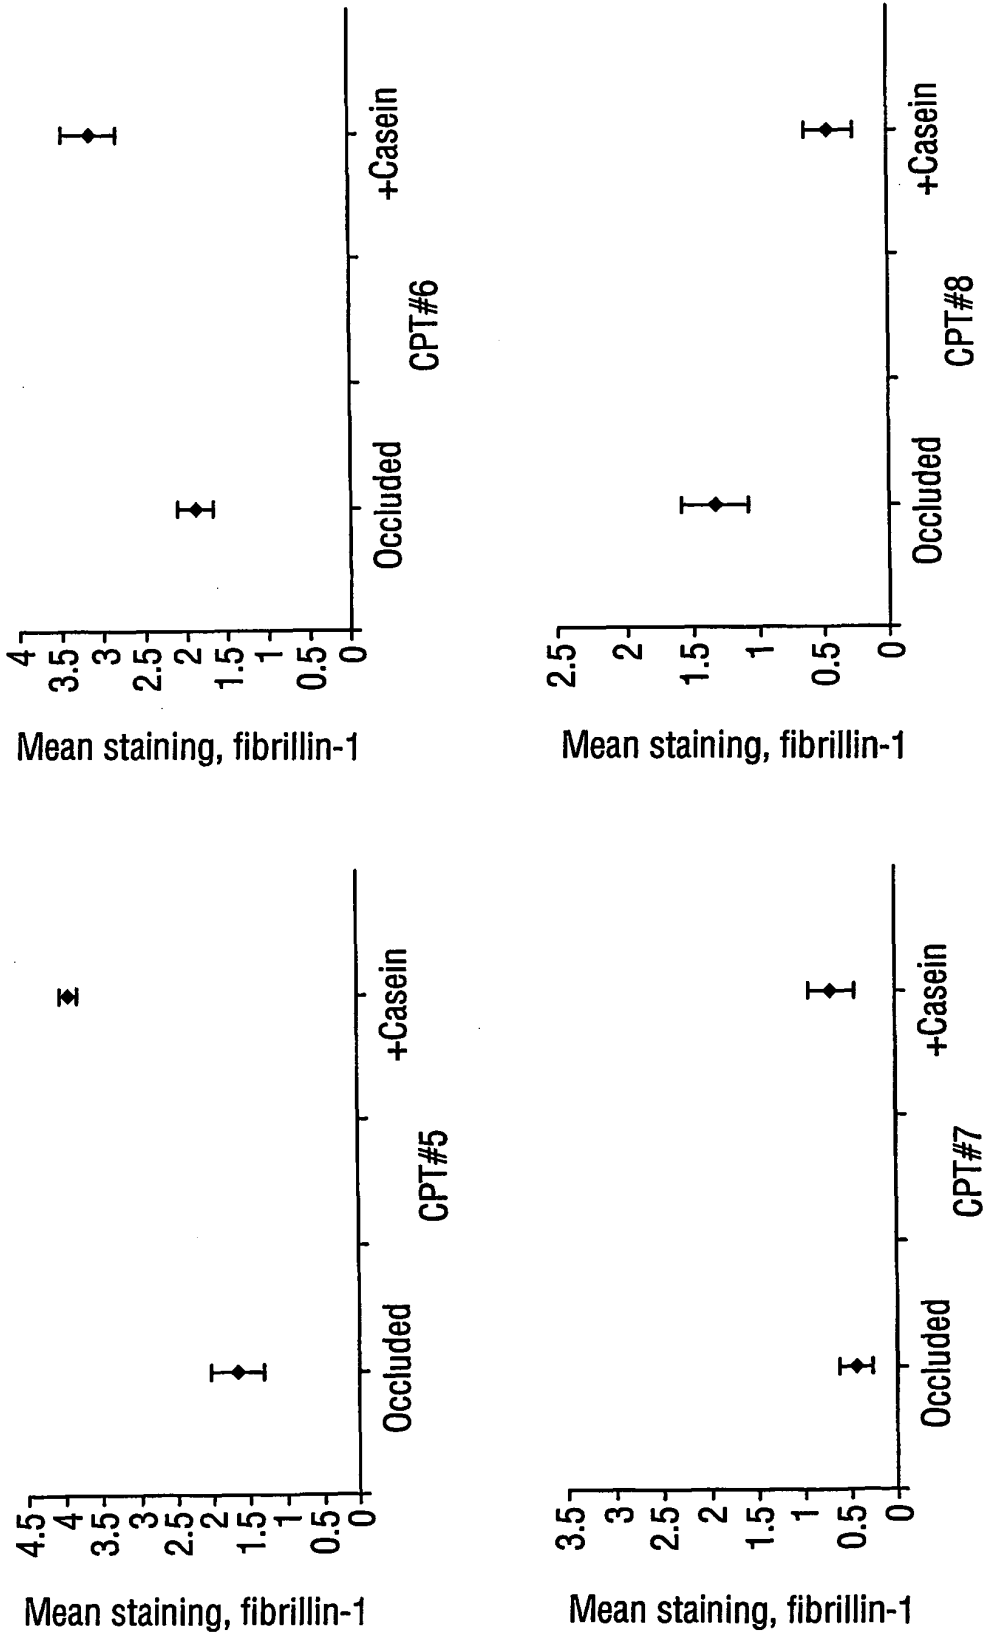 Mean staining, fibrillin-1
4.5
4
3.5
3
2.5
2
1.5
1
0.5
0
Occluded
+Casein
CPT#5
Mean staining, fibrillin-1
4
3.5
3
2.5
2
1.5
1
0.5
0
Occluded
+Casein
CPT#6
Mean staining, fibrillin-1
3.5
3
2.5
2
1.5
1
0.5
0
Occluded
+Casein
CPT#7
Mean staining, fibrillin-1
2.5
2
1.5
1
0.5
0
Occluded
+Casein
CPT#8